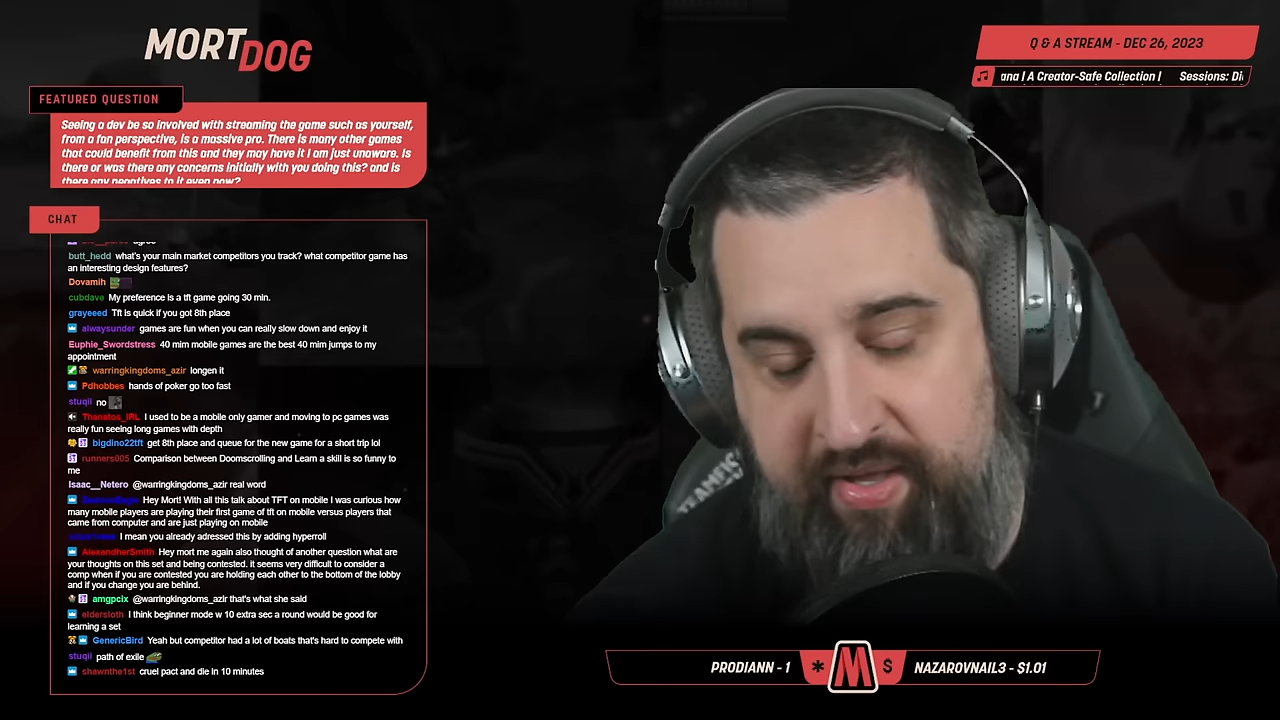 MORTDOG
Q & A STREAM - DEC 26, 2023
ana | A Creator-Safe Collection | Sessions: Di
FEATURED QUESTION
Seeing a dev be so involved with streaming the game such as yourself,
from a fan perspective, is a massive pro. There is many other games
that could benefit from this and they may have it I am just unaware. Is
there or was there any concerns initially with you doing this? and is
there any negatives to it even now?
CHAT
agree
butt_hedd what's your main market competitors you track? what competitor game has
an interesting design features?
Dovamih
cubdave My preference is a tft game going 30 min.
grayeeed Tft is quick if you got 8th place
alwaysunder games are fun when you can really slow down and enjoy it
Euphie_Swordstress 40 mim mobile games are the best 40 mim jumps to my
appointment
warringkingdoms_azir longen it
Pdhobbes hands of poker go too fast
stuqii no
Thanatos_IRL I used to be a mobile only gamer and moving to pc games was
really fun seeing long games with depth
bigdino22tft get 8th place and queue for the new game for a short trip lol
runners005 Comparison between Doomscrolling and Learn a skill is so funny to
me
Isaac__Netero @warringkingdoms_azir real word
Hey Mort! With all this talk about TFT on mobile I was curious how
many mobile players are playing their first game of tft on mobile versus players that
came from computer and are just playing on mobile
I mean you already adressed this by adding hyperroll
AlexandherSmith Hey mort me again also thought of another question what are
your thoughts on this set and being contested. it seems very difficult to consider a
comp when if you are contested you are holding each other to the bottom of the lobby
and if you change you are behind.
amgpcix @warringkingdoms_azir that's what she said
eldersloth I think beginner mode w 10 extra sec a round would be good for
learning a set
GenericBird Yeah but competitor had a lot of boats that's hard to compete with
stuqii path of exile
shawnthe1st cruel pact and die in 10 minutes
PRODIANN - 1 * M $ NAZAROVNAIL3 - $1.01